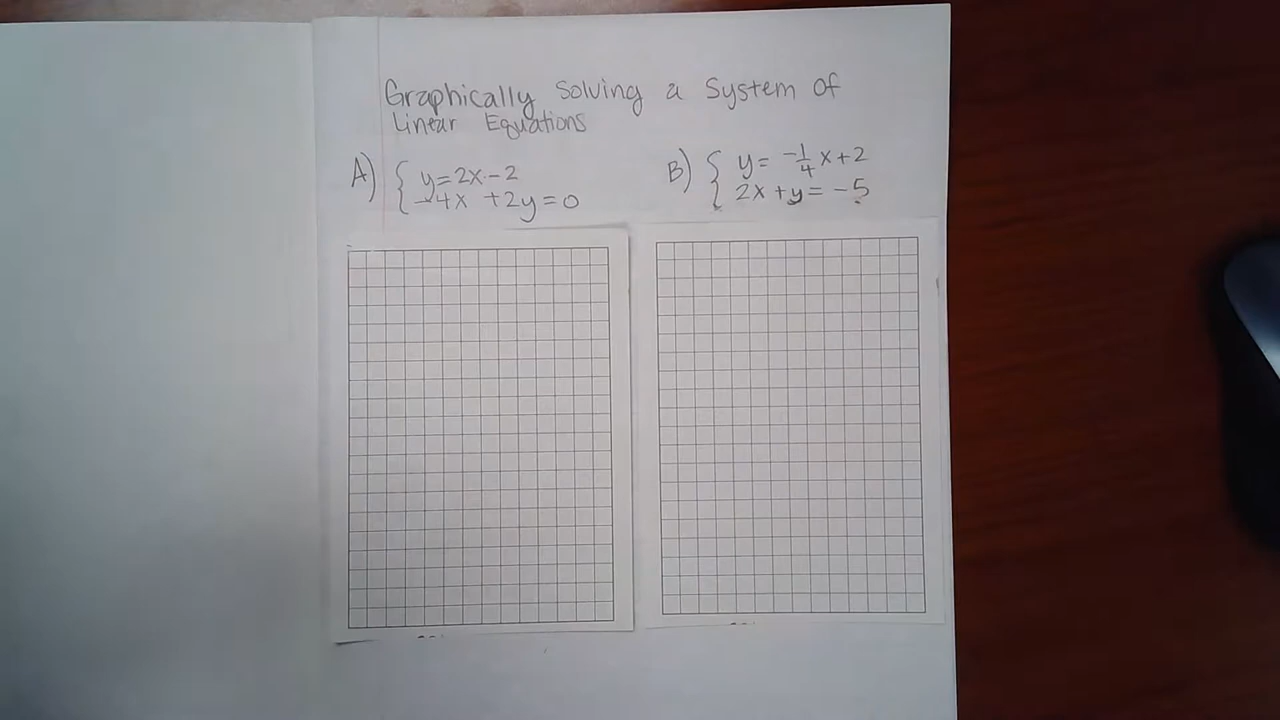 Graphically Solving a System of
Linear Equations
A) { y=2x-2
-4x +2y=0
B) { y= -1/4 x+2
2x+y= -5